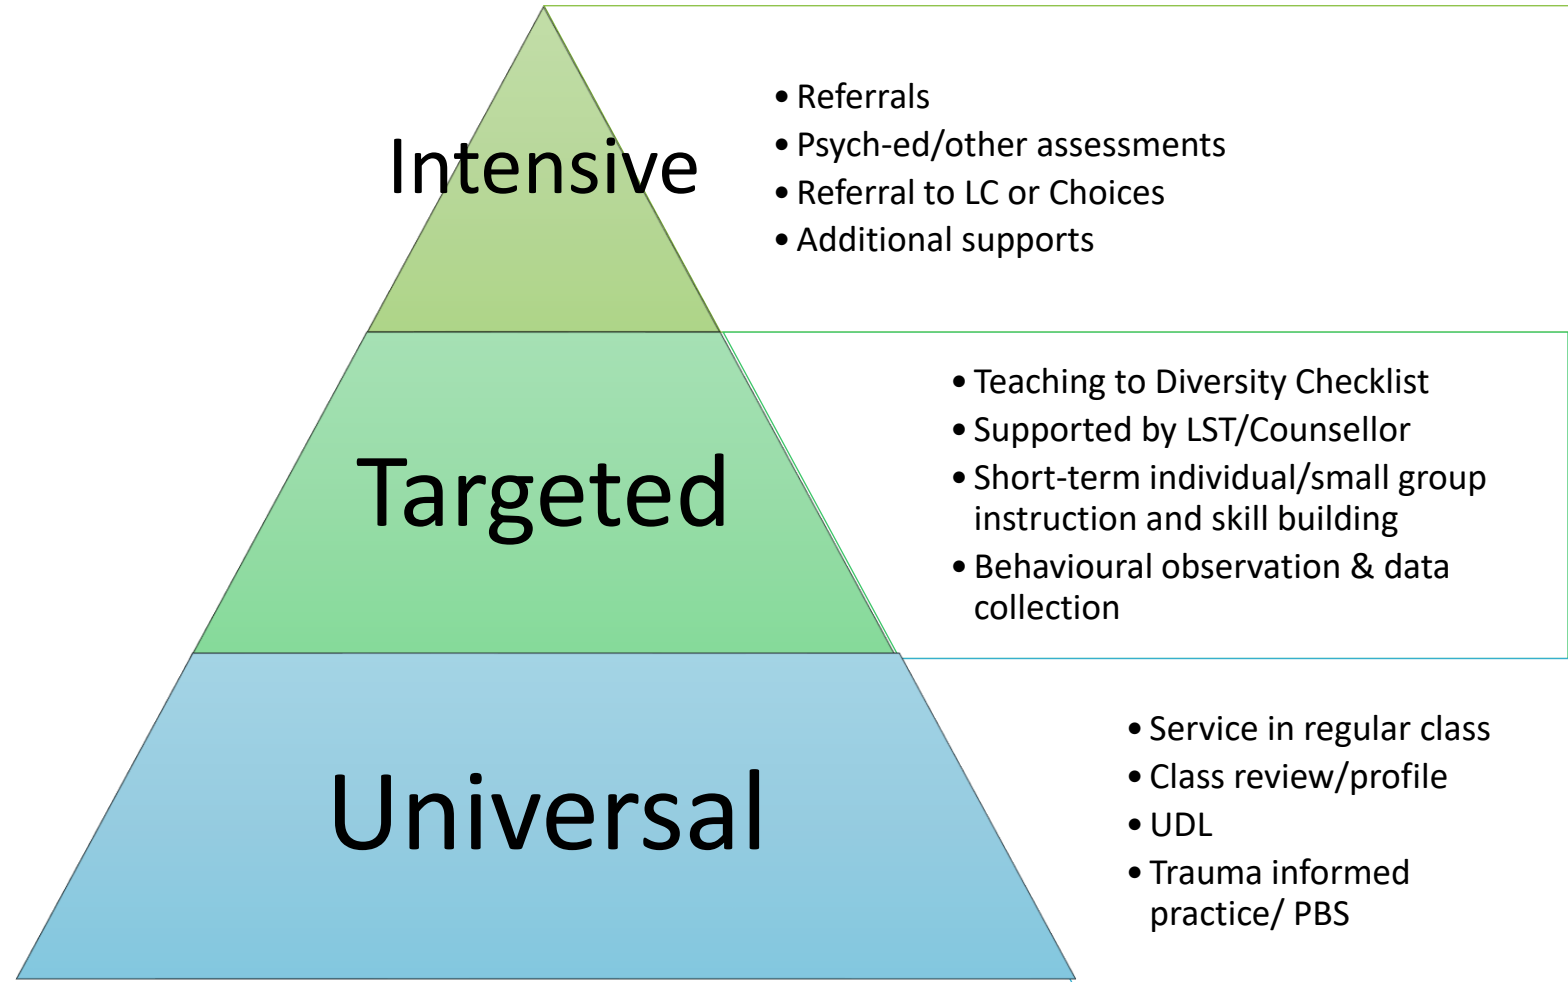 Intensive
• Referrals
• Psych-ed/other assessments
• Referral to LC or Choices
• Additional supports
Targeted
• Teaching to Diversity Checklist
• Supported by LST/Counsellor
• Short-term individual/small group
instruction and skill building
• Behavioural observation & data
collection
Universal
• Service in regular class
• Class review/profile
• UDL
• Trauma informed
practice/ PBS